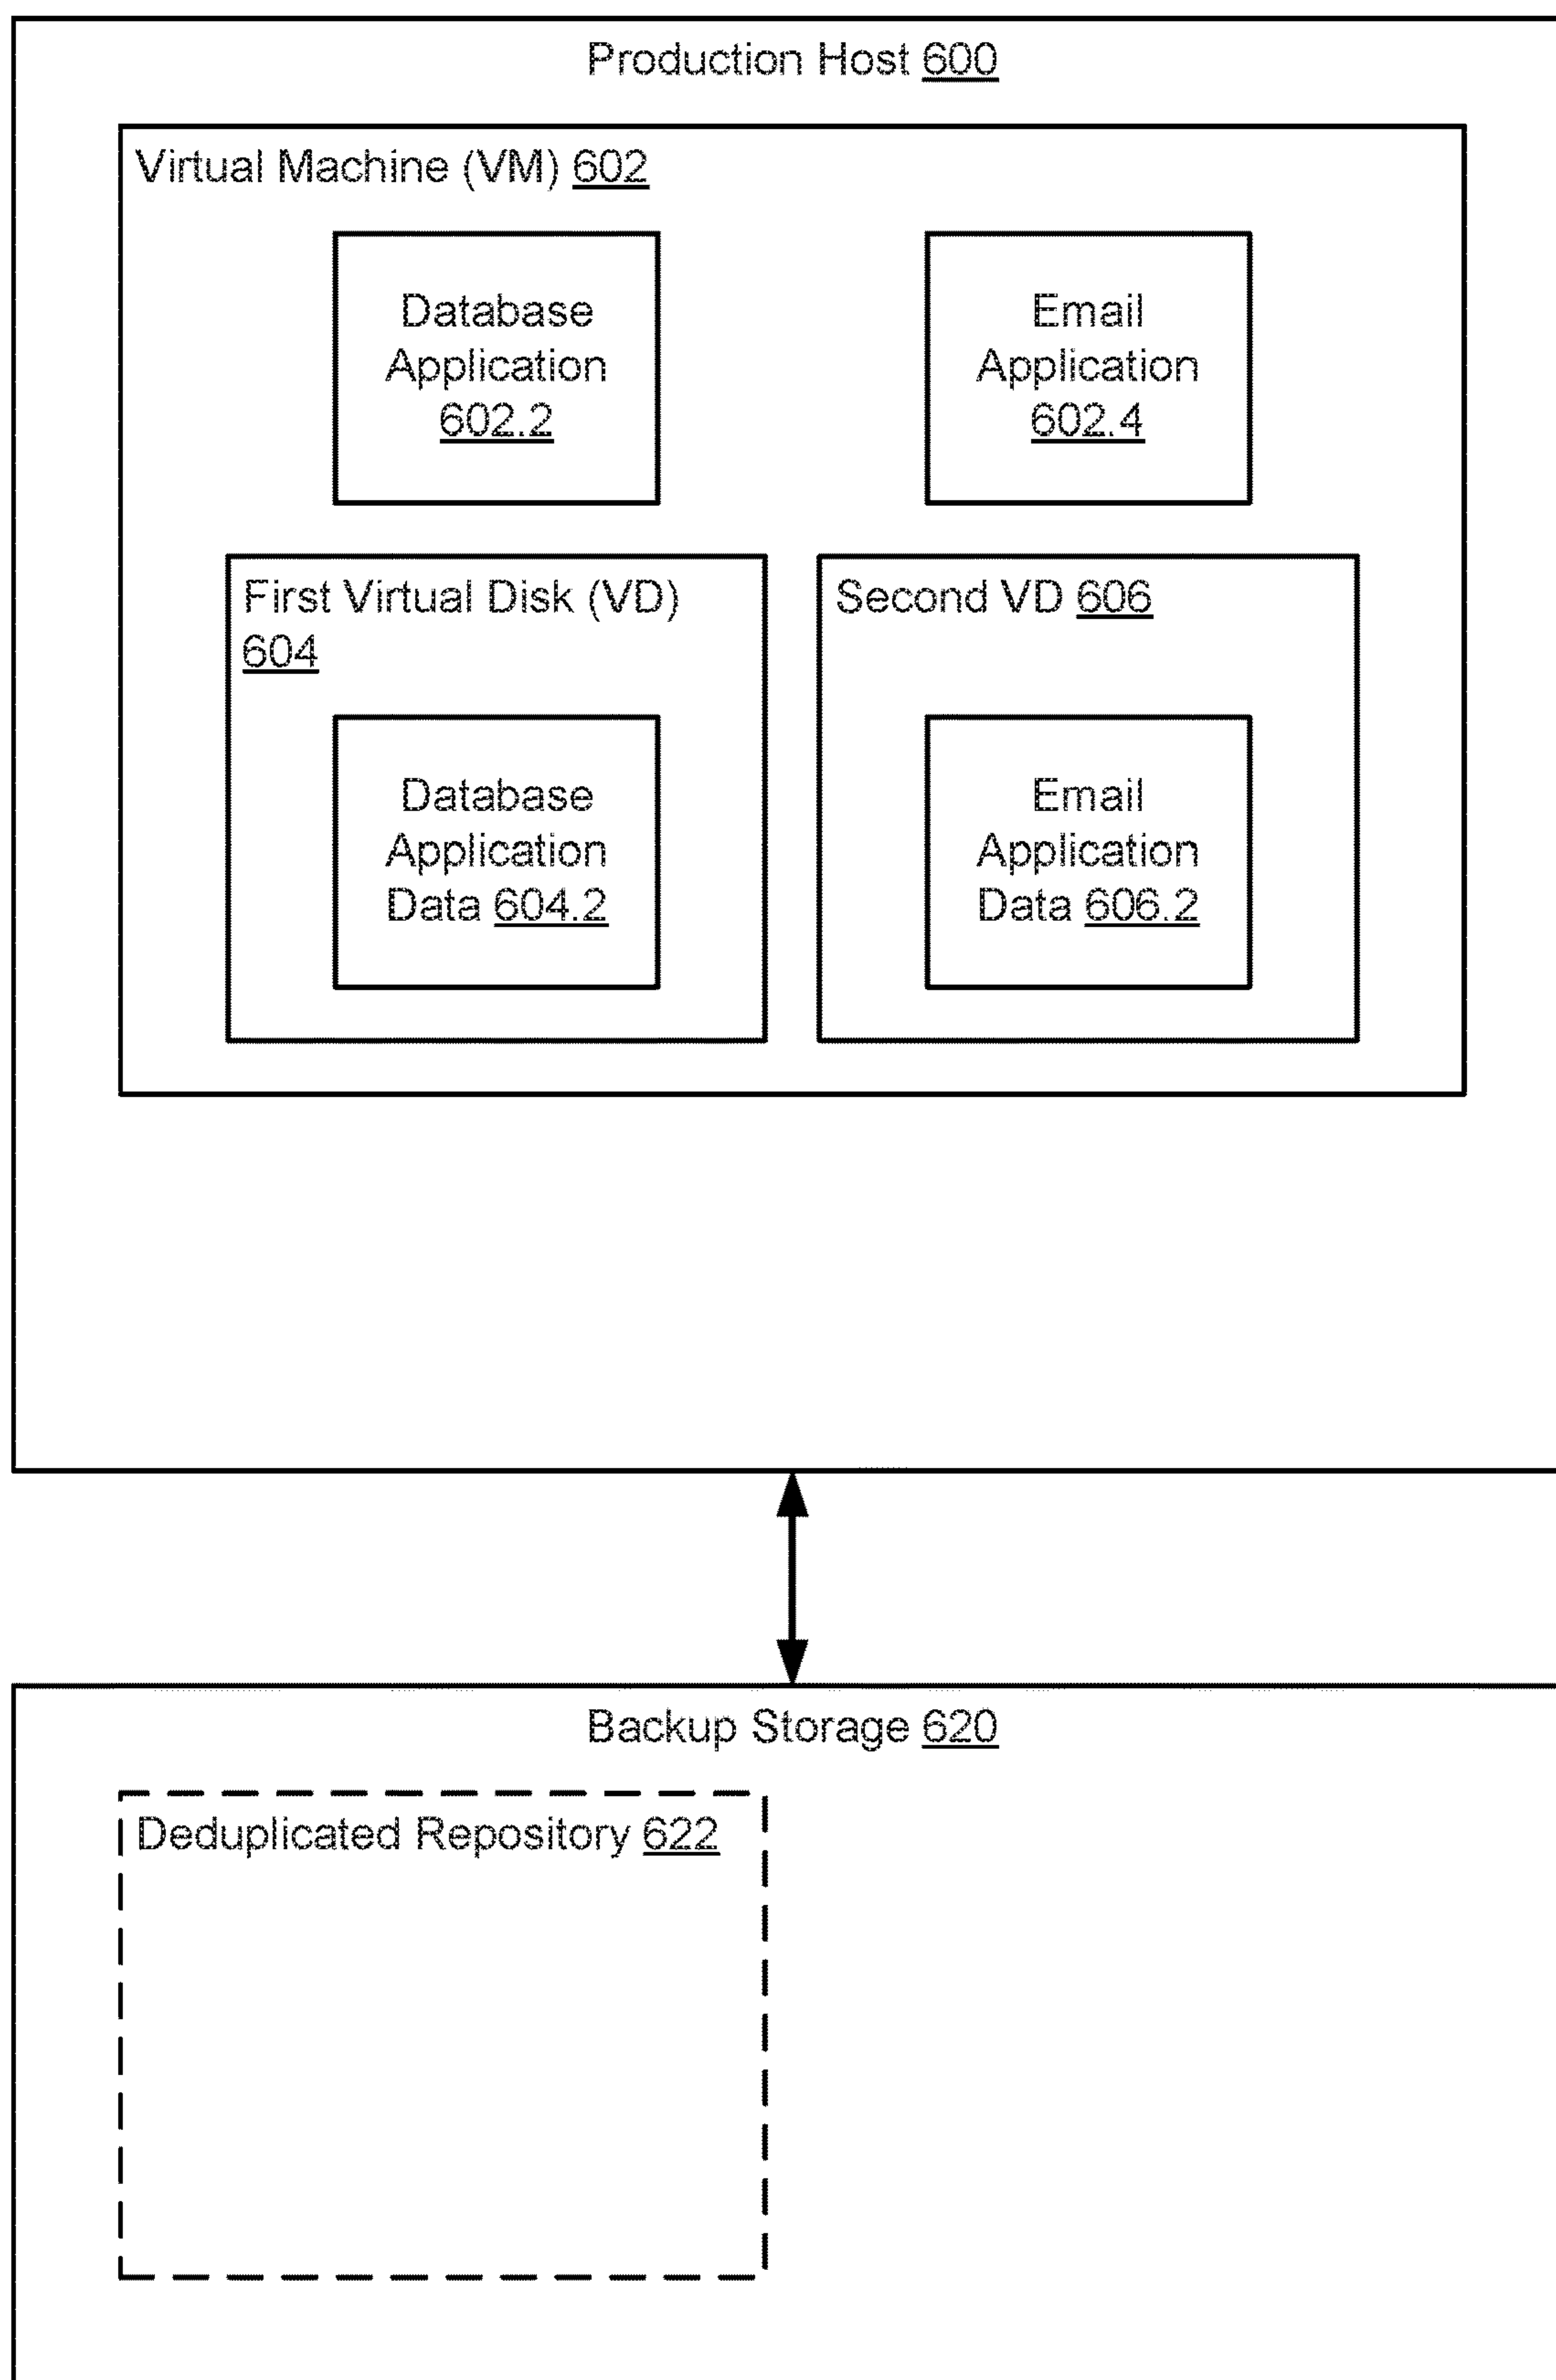 Production Host 600
Virtual Machine (VM) 602
Database
Application
602.2
Email
Application
602.4
First Virtual Disk (VD)
604
Database
Application
Data 604.2
Second VD 606
Email
Application
Data 606.2
Backup Storage 620
Deduplicated Repository 622